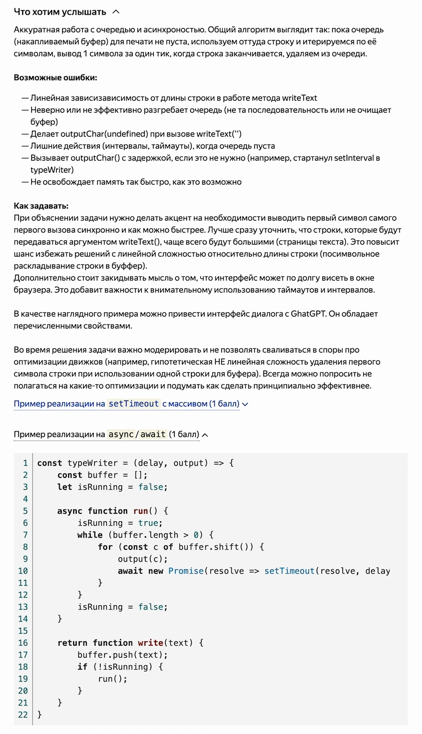 Что хотим услышать
Аккуратная работа с очередью и асинхроностью. Общий алгоритм выглядит так: пока очередь
(накапливаемый буфер) для печати не пуста, используем оттуда строку и итерируемся по её
символам, вывод 1 символа за один тик, когда строка заканчивается, удаляем из очереди.
Возможные ошибки:
— Линейная зависизависимость от длины строки в работе метода writeText
— Неверно или не эффективно разгребает очередь (не та последовательность или не очищает
буфер)
— Делает outputChar(undefined) при вызове writeText('')
— Лишние действия (интервалы, таймауты), когда очередь пуста
— Вызывает outputChar() с задержкой, если это не нужно (например, стартанул setInterval в
typeWriter)
— Не освобождает память так быстро, как это возможно
Как задавать:
При объяснении задачи нужно делать акцент на необходимости выводить первый символ самого
первого вызова синхронно и как можно быстрее. Лучше сразу уточнить, что строки, которые будут
передаваться аргументом writeText(), чаще всего будут большими (страницы текста). Это повысит
шанс избежать решений с линейной сложностью относительно длины строки (посимвольное
раскладывание строки в буффер).
Дополнительно стоит закидывать мысль о том, что интерфейс может по долгу висеть в окне
браузера. Это добавит важности к внимательному использованию таймаутов и интервалов.
В качестве наглядного примера можно привести интерфейс диалога с GhatGPT. Он обладает
перечисленными свойствами.
Во время решения задачи важно модерировать и не позволять сваливаться в споры про
оптимизации движков (например, гипотетическая НЕ линейная сложность удаления первого
символа строки при использовании одной строки для буфера). Всегда можно попросить не
полагаться на какие-то оптимизации и подумать как сделать принципиально эффективнее.
Пример реализации на setTimeout с массивом (1 балл)
Пример реализации на async/await (1 балл)
1 const typeWriter = (delay, output) => {
2 const buffer = [];
3 let isRunning = false;
4
5 async function run() {
6 isRunning = true;
7 while (buffer.length > 0) {
8 for (const c of buffer.shift()) {
9 output(c);
10 await new Promise(resolve => setTimeout(resolve, delay
11 }
12 }
13 isRunning = false;
14 }
15
16 return function write(text) {
17 buffer.push(text);
18 if (!isRunning) {
19 run();
20 }
21 }
22 }